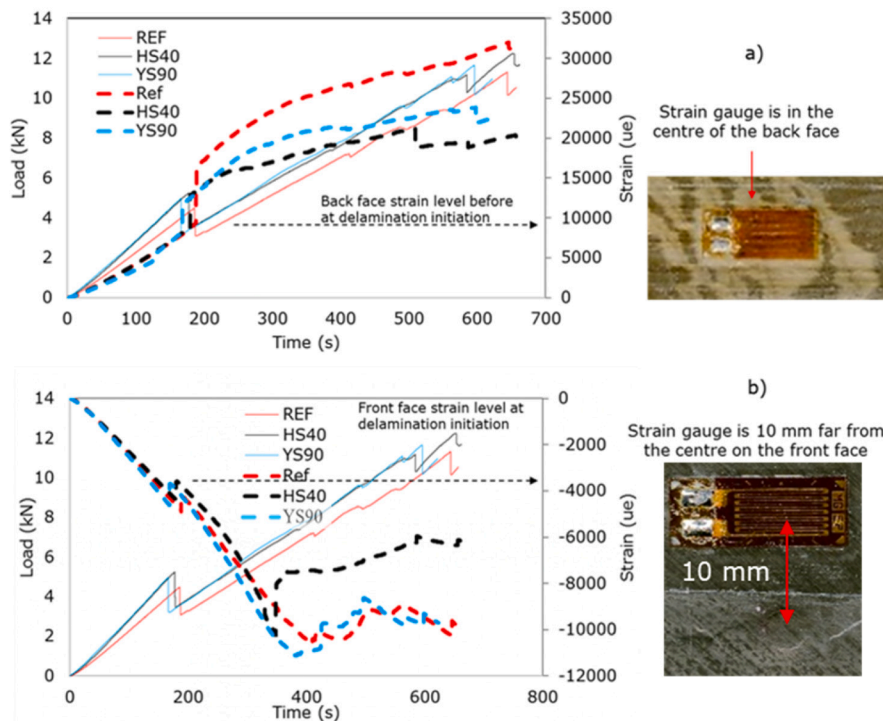 a)
14
12
10
8
6
4
2
0
Load (kN)
REF
HS40
YS90
Ref
HS40
YS90
35000
30000
25000
20000
15000
10000
5000
0
Strain (ue)
Back face strain level before
at delamination initiation
0 100 200 300 400 500 600 700
Time (s)
Strain gauge is in the
centre of the back face
b)
14
12
10
8
6
4
2
0
Load (kN)
REF
HS40
YS90
Ref
HS40
YS90
Front face strain level at
delamination initiation
0
-2000
-4000
-6000
-8000
-10000
-12000
Strain (ue)
0 200 400 600 800
Time (s)
Strain gauge is 10 mm far from
the centre on the front face
10 mm